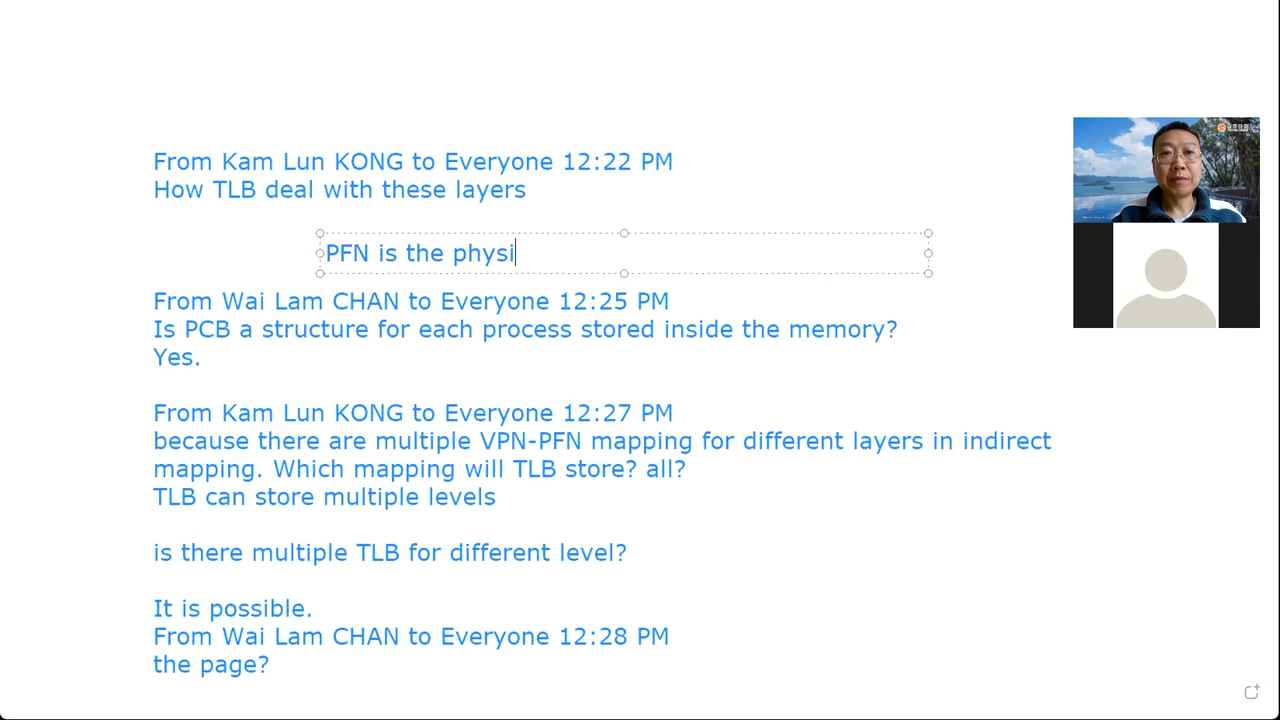 From Kam Lun KONG to Everyone 12:22 PM
How TLB deal with these layers
PFN is the physi
From Wai Lam CHAN to Everyone 12:25 PM
Is PCB a structure for each process stored inside the memory?
Yes.
From Kam Lun KONG to Everyone 12:27 PM
because there are multiple VPN-PFN mapping for different layers in indirect
mapping. Which mapping will TLB store? all?
TLB can store multiple levels
is there multiple TLB for different level?
It is possible.
From Wai Lam CHAN to Everyone 12:28 PM
the page?